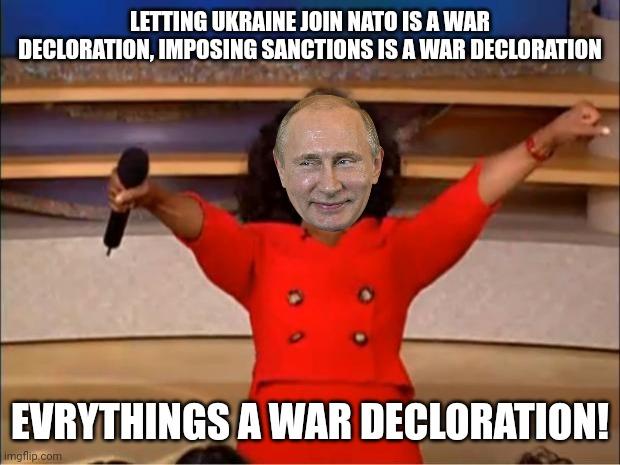 LETTING UKRAINE JOIN NATO IS A WAR
DECLORATION, IMPOSING SANCTIONS IS A WAR DECLORATION
EVRYTHINGS A WAR DECLORATION!
imgflip.com